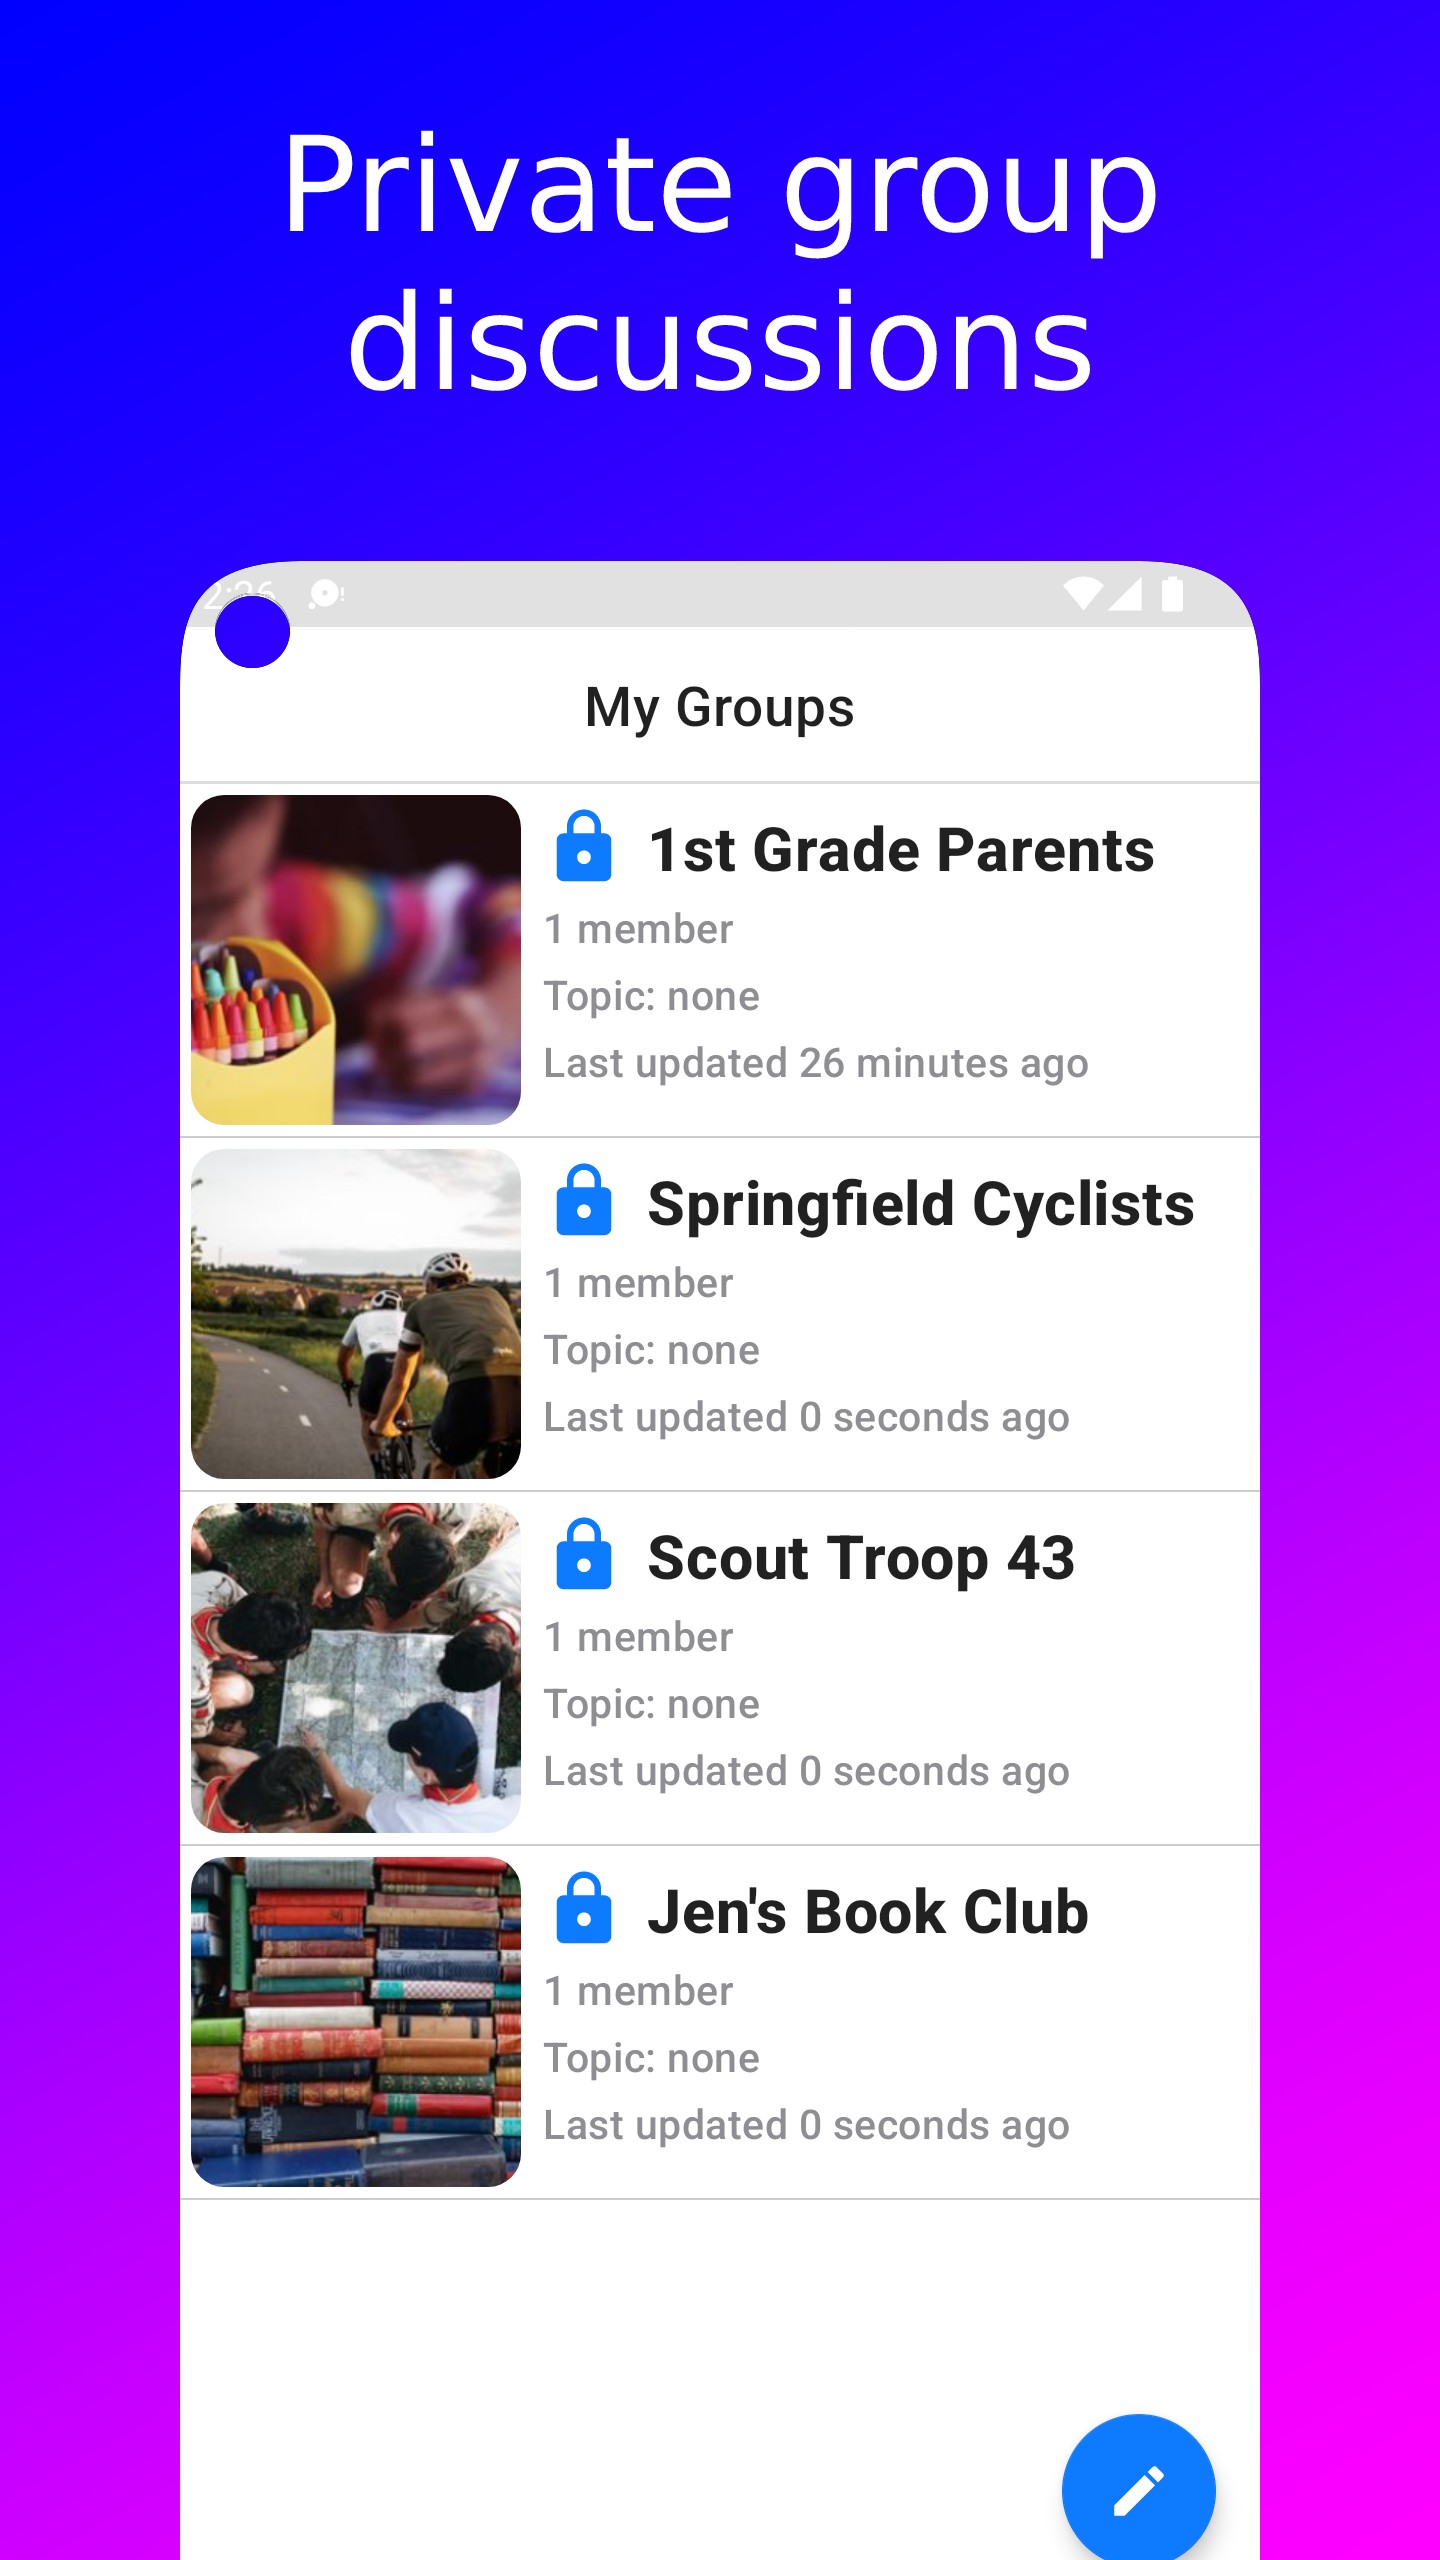 Private group
discussions
2:26
My Groups
1st Grade Parents
1 member
Topic: none
Last updated 26 minutes ago
Springfield Cyclists
1 member
Topic: none
Last updated 0 seconds ago
Scout Troop 43
1 member
Topic: none
Last updated 0 seconds ago
Jen's Book Club
1 member
Topic: none
Last updated 0 seconds ago